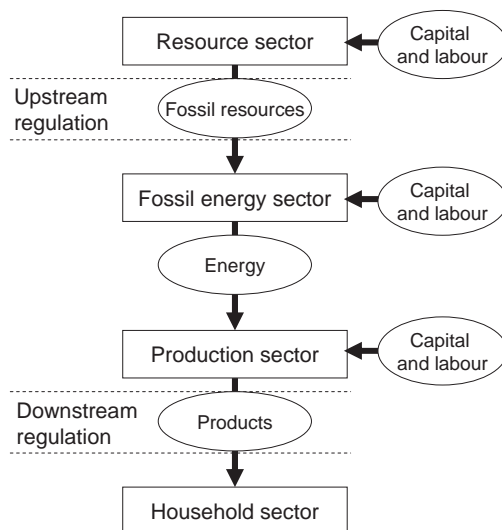 Resource sector
Capital
and labour
Upstream
regulation
Fossil resources
Fossil energy sector
Capital
and labour
Energy
Production sector
Capital
and labour
Downstream
regulation
Products
Household sector